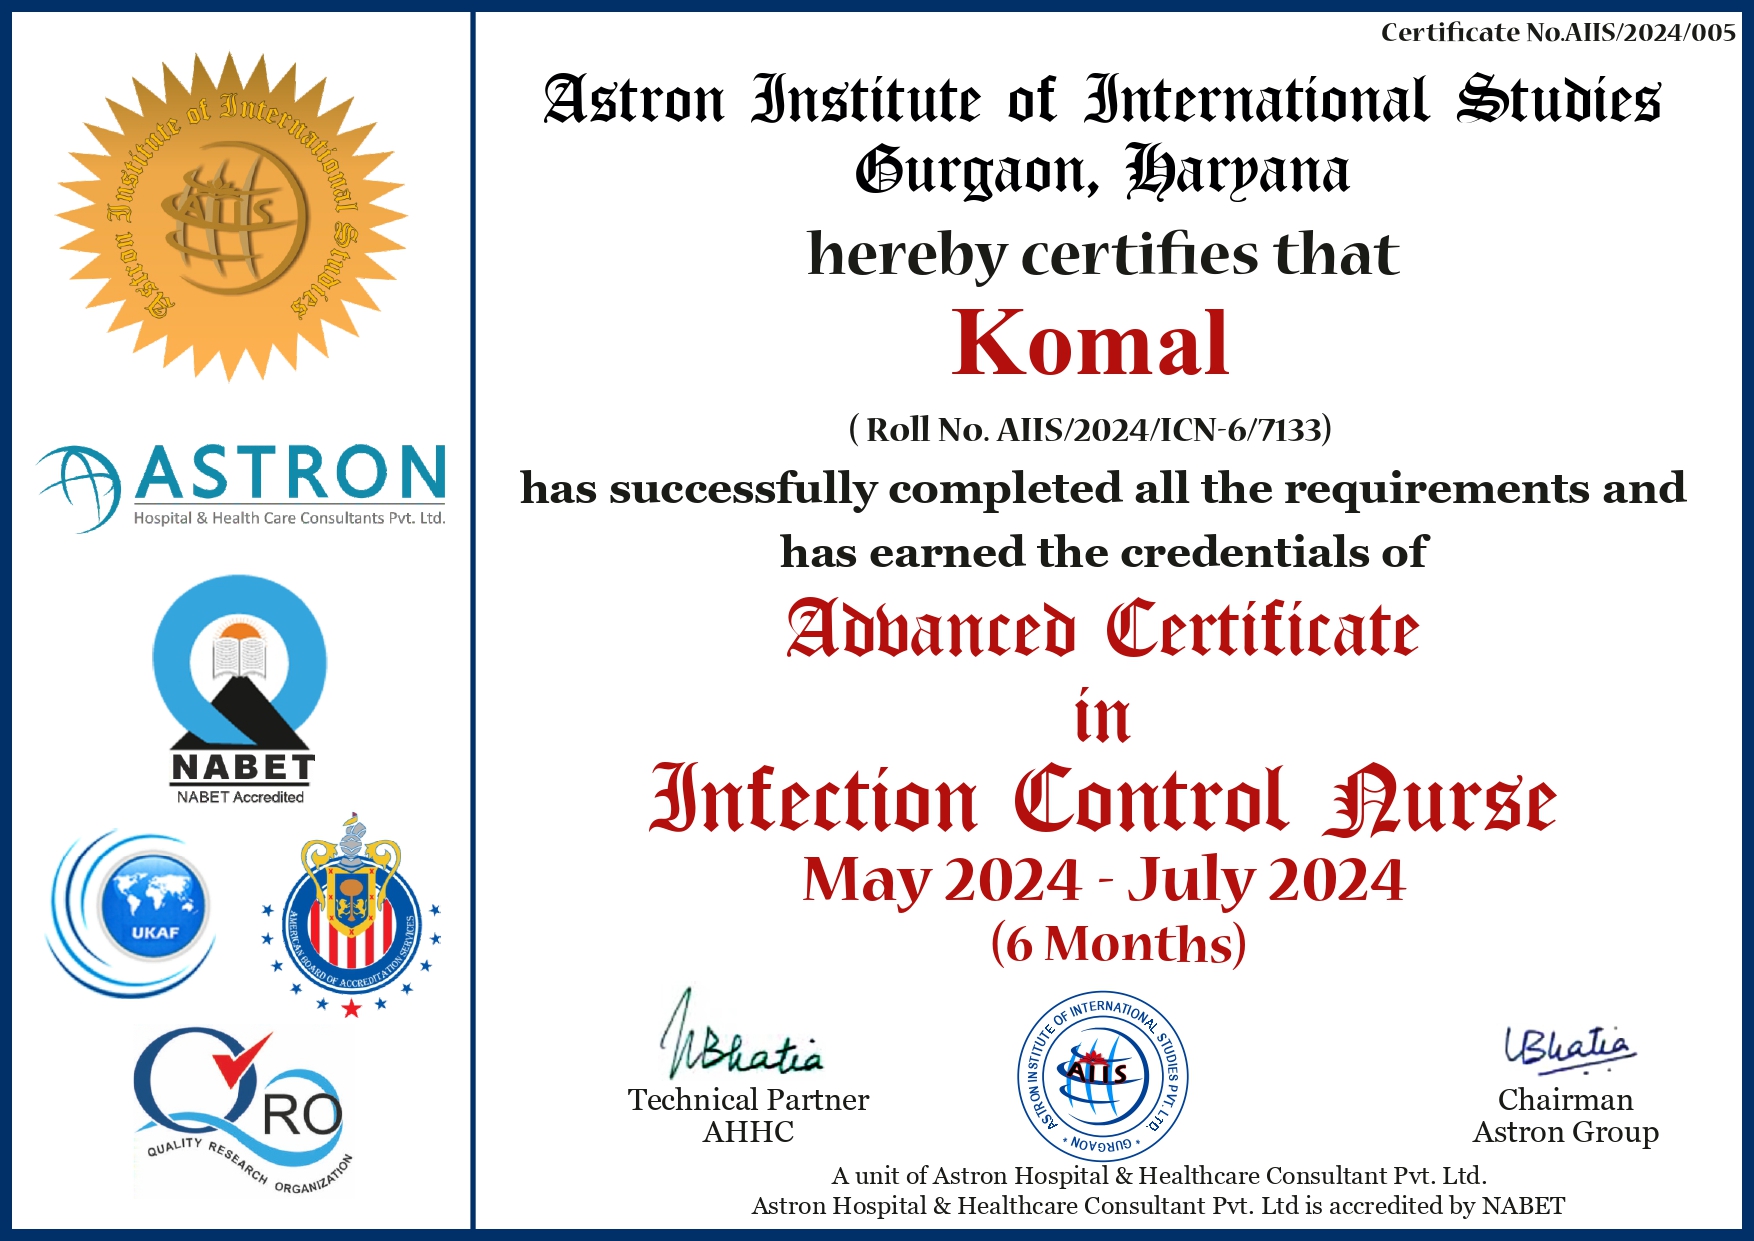 Certificate No.AIIS/2024/005
Astron Institute of International Studies
Gurgaon, Haryana
hereby certifies that
Komal
( Roll No. AIIS/2024/ICN-6/7133)
has successfully completed all the requirements and
has earned the credentials of
Advanced Certificate
in
Infection Control Nurse
May 2024 - July 2024
(6 Months)
Bhatia
Technical Partner
AHHC
ASTRON INSTITUTE OF INTERNATIONAL STUDIES PVT. LTD.
* GURGAON *
AIIS
Bhatia
Chairman
Astron Group
A unit of Astron Hospital & Healthcare Consultant Pvt. Ltd.
Astron Hospital & Healthcare Consultant Pvt. Ltd is accredited by NABET
Astron Institute of International Studies
AIIS
ASTRON
Hospital & Health Care Consultants Pvt. Ltd.
NABET
NABET Accredited
UKAF
AMERICAN BOARD OF ACCREDITATION SERVICES
QRO
QUALITY RESEARCH ORGANIZATION